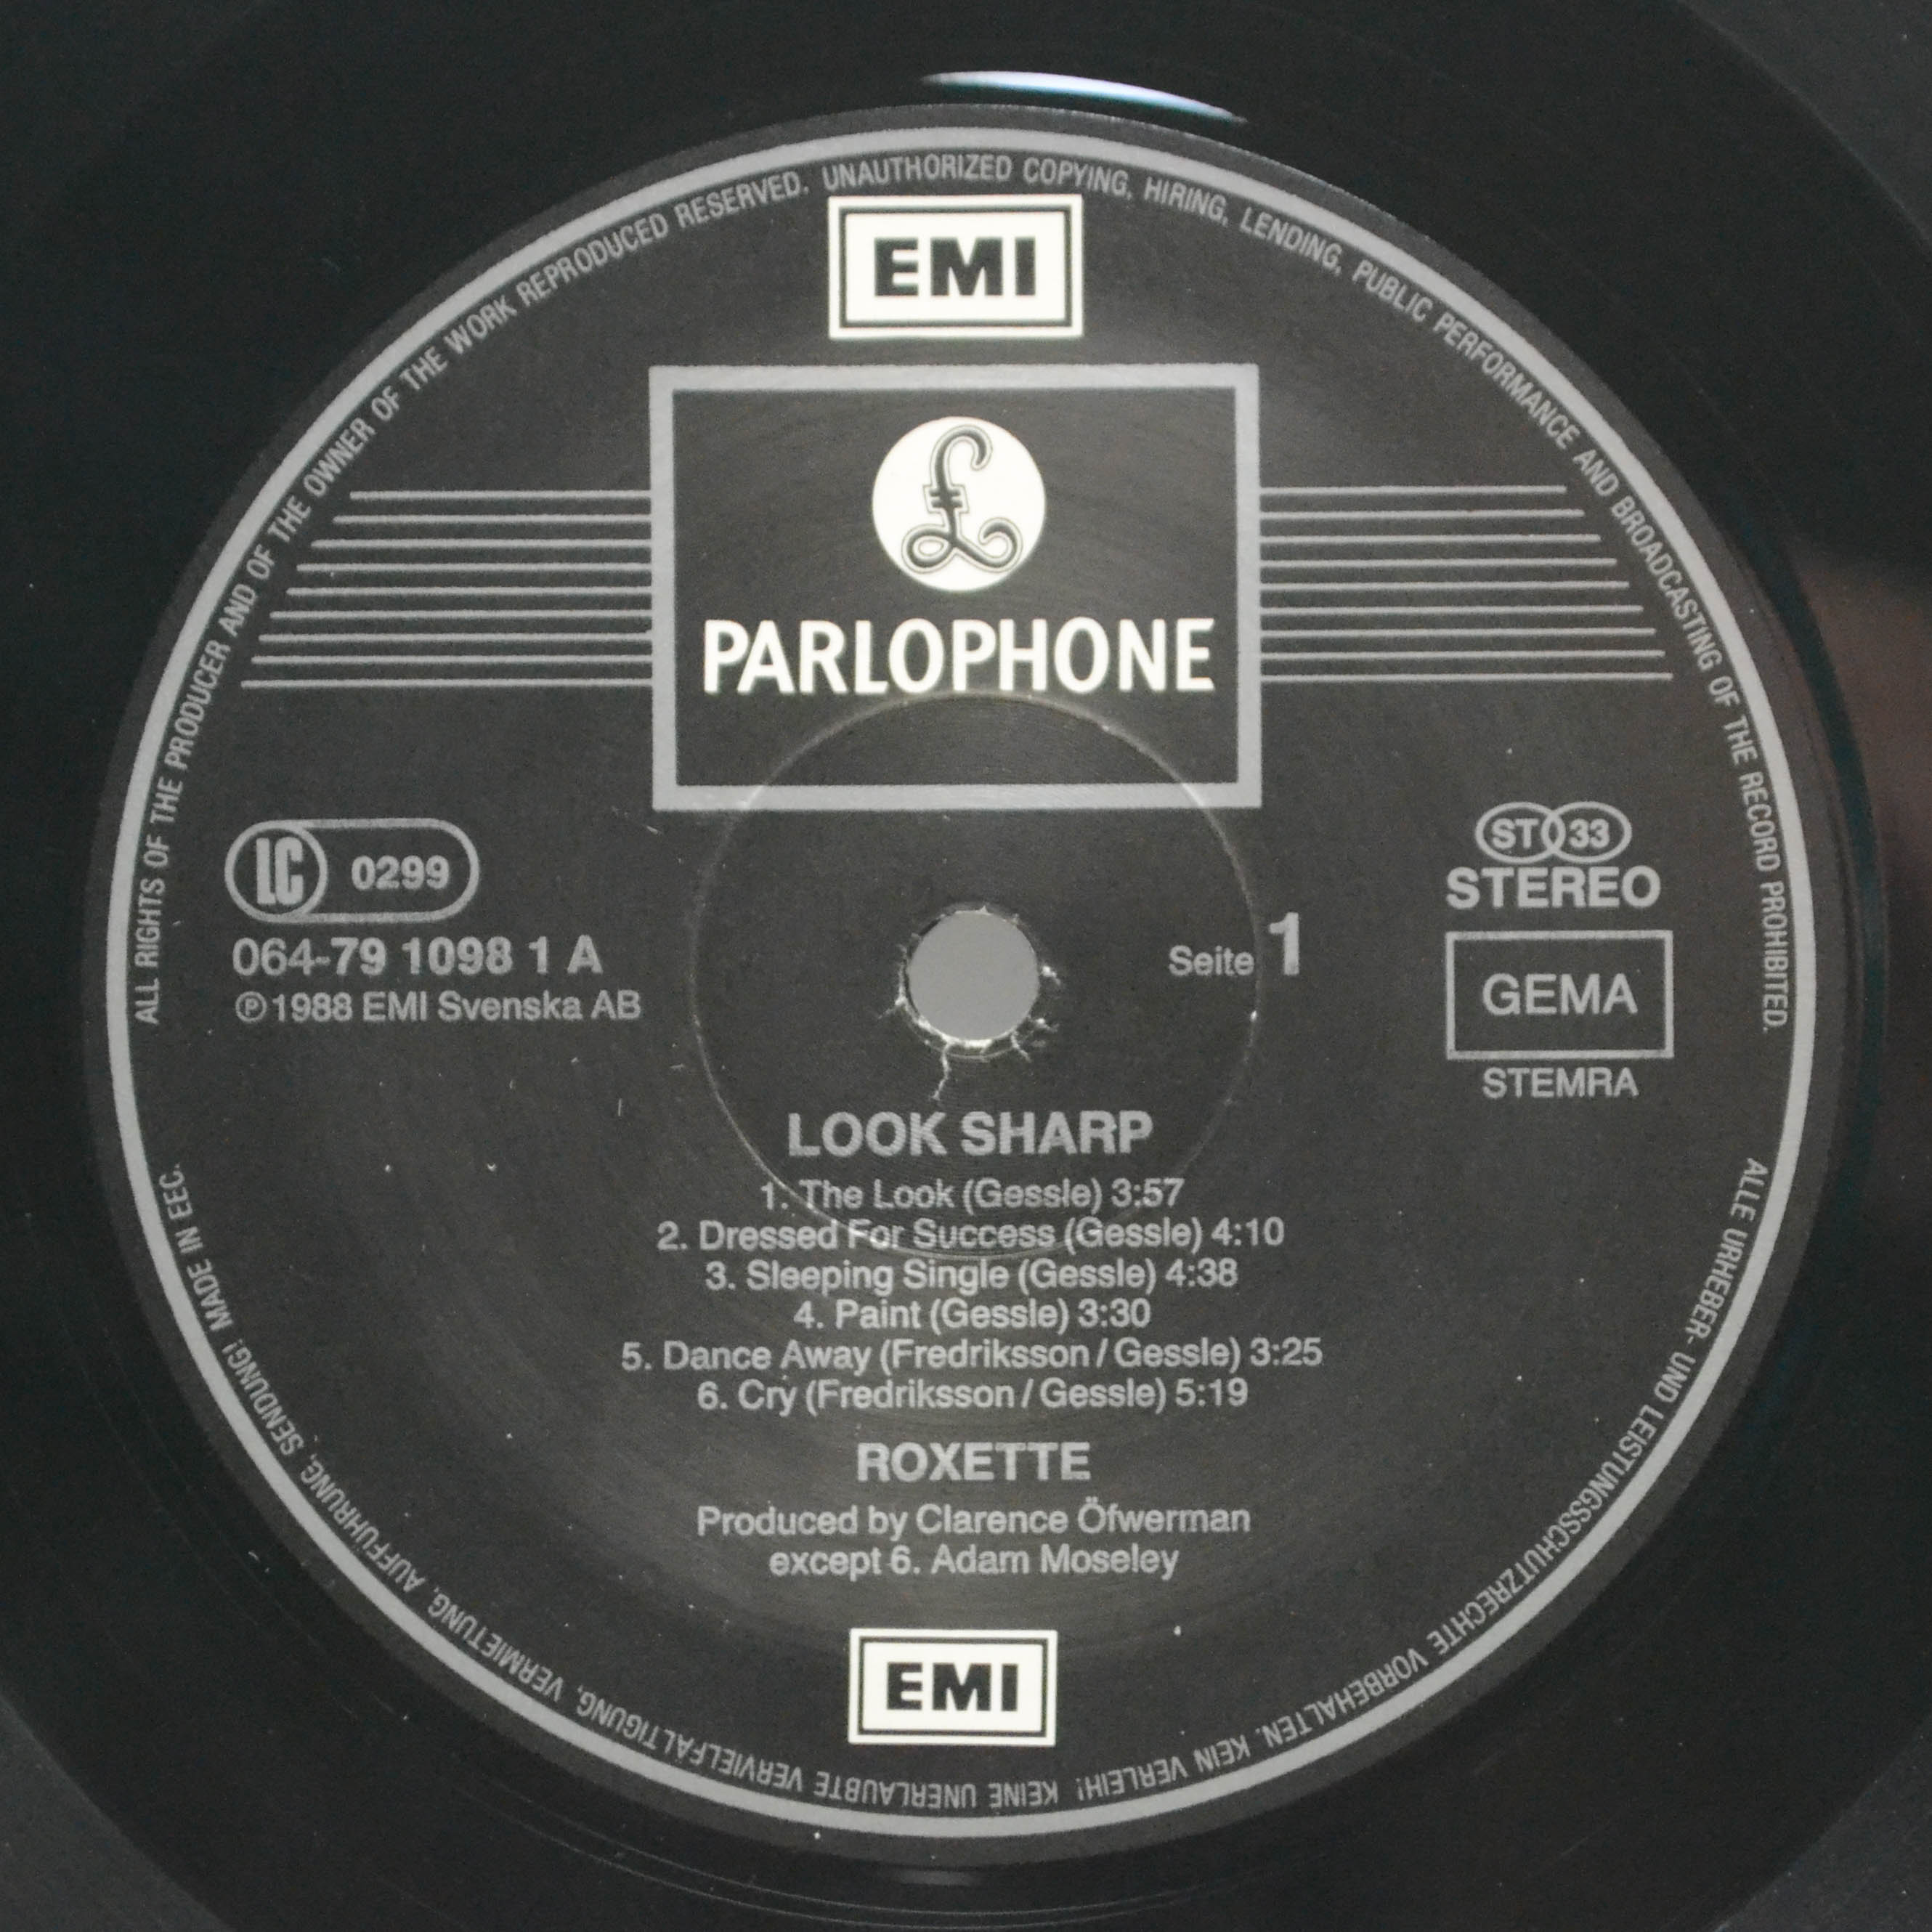 ALL RIGHTS OF THE PRODUCER AND OF THE OWNER OF THE WORK REPRODUCED RESERVED. UNAUTHORIZED COPYING, HIRING, LENDING, PUBLIC PERFORMANCE AND BROADCASTING OF THE RECORD PROHIBITED.
EMI
£
PARLOPHONE
LC 0299
064-79 1098 1 A
℗1988 EMI Svenska AB
Seite 1
ST 33
STEREO
GEMA
STEMRA
LOOK SHARP
1. The Look (Gessle) 3:57
2. Dressed For Success (Gessle) 4:10
3. Sleeping Single (Gessle) 4:38
4. Paint (Gessle) 3:30
5. Dance Away (Fredriksson/Gessle) 3:25
6. Cry (Fredriksson/Gessle) 5:19
ROXETTE
Produced by Clarence Öfwerman
except 6. Adam Moseley
EMI
ALLE URHEBER- UND LEISTUNGSSCHUTZRECHTE VORBEHALTEN. KEIN VERLEIH! KEINE UNERLAUBTE VERVIELFÄLTIGUNG, VERMIETUNG, AUFFÜHRUNG, SENDUNG! MADE IN EEC.